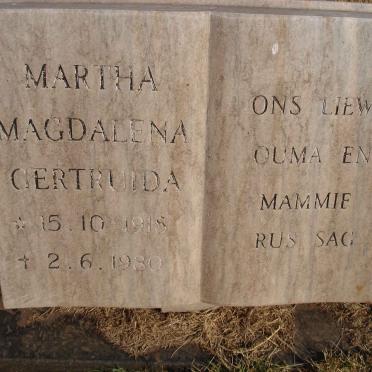 MARTHA
MAGDALENA
GERTRUIDA
* 15.10.1918
† 2.6.1980
ONS LIEW
OUMA EN
MAMMIE
RUS SAG